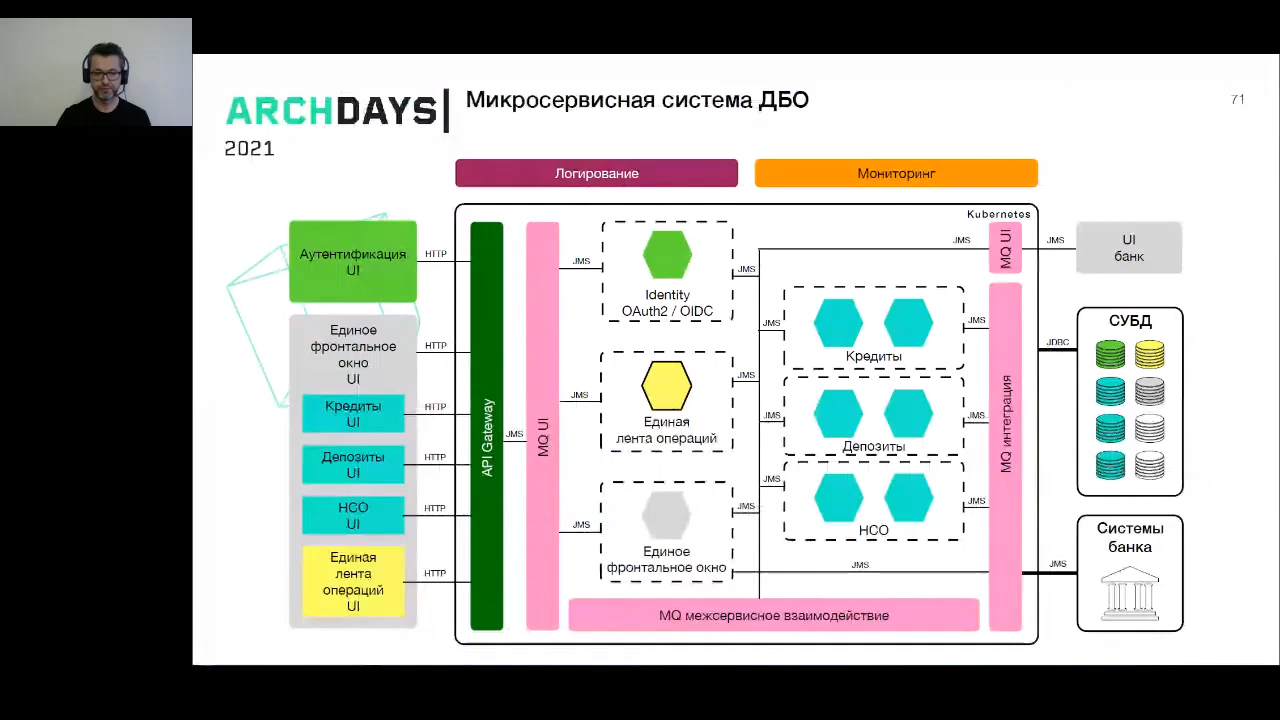 ARCHDAYS
2021
Микросервисная система ДБО
71
Логирование
Мониторинг
Kubernetes
Аутентификация
UI
Единое
фронтальное
окно
UI
Кредиты
UI
Депозиты
UI
НСО
UI
Единая
лента
операций
UI
HTTP
HTTP
HTTP
HTTP
HTTP
HTTP
API Gateway
JMS
MQ UI
JMS
JMS
JMS
Identity
OAuth2 / OIDC
Единая
лента операций
Единое
фронтальное окно
JMS
JMS
JMS
JMS
JMS
JMS
JMS
Кредиты
Депозиты
НСО
JMS
JMS
JMS
JMS
MQ UI
MQ интеграция
MQ межсервисное взаимодействие
JMS
JDBC
JMS
UI
банк
СУБД
Системы
банка